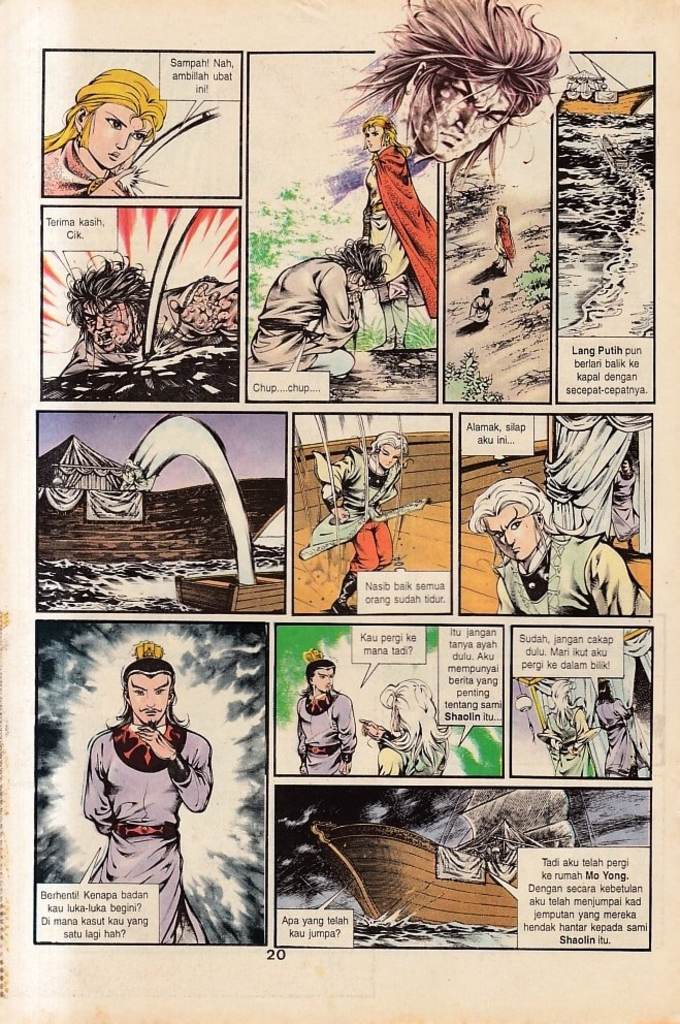 Sampah! Nah,
ambillah ubat
ini!
Terima kasih,
Cik.
Chup....chup....
Lang Putih pun
berlari balik ke
kapal dengan
secepat-cepatnya.
Nasib baik semua
orang sudah tidur.
Alamak, silap
aku ini...
Berhenti! Kenapa badan
kau luka-luka begini?
Di mana kasut kau yang
satu lagi hah?
Kau pergi ke
mana tadi?
Itu jangan
tanya ayah
dulu. Aku
mempunyai
berita yang
penting
tentang sami
Shaolin itu...
Sudah, jangan cakap
dulu. Mari ikut aku
pergi ke dalam bilik!
Apa yang telah
kau jumpa?
Tadi aku telah pergi
ke rumah Mo Yong.
Dengan secara kebetulan
aku telah menjumpai kad
jemputan yang mereka
hendak hantar kepada sami
Shaolin itu.
20